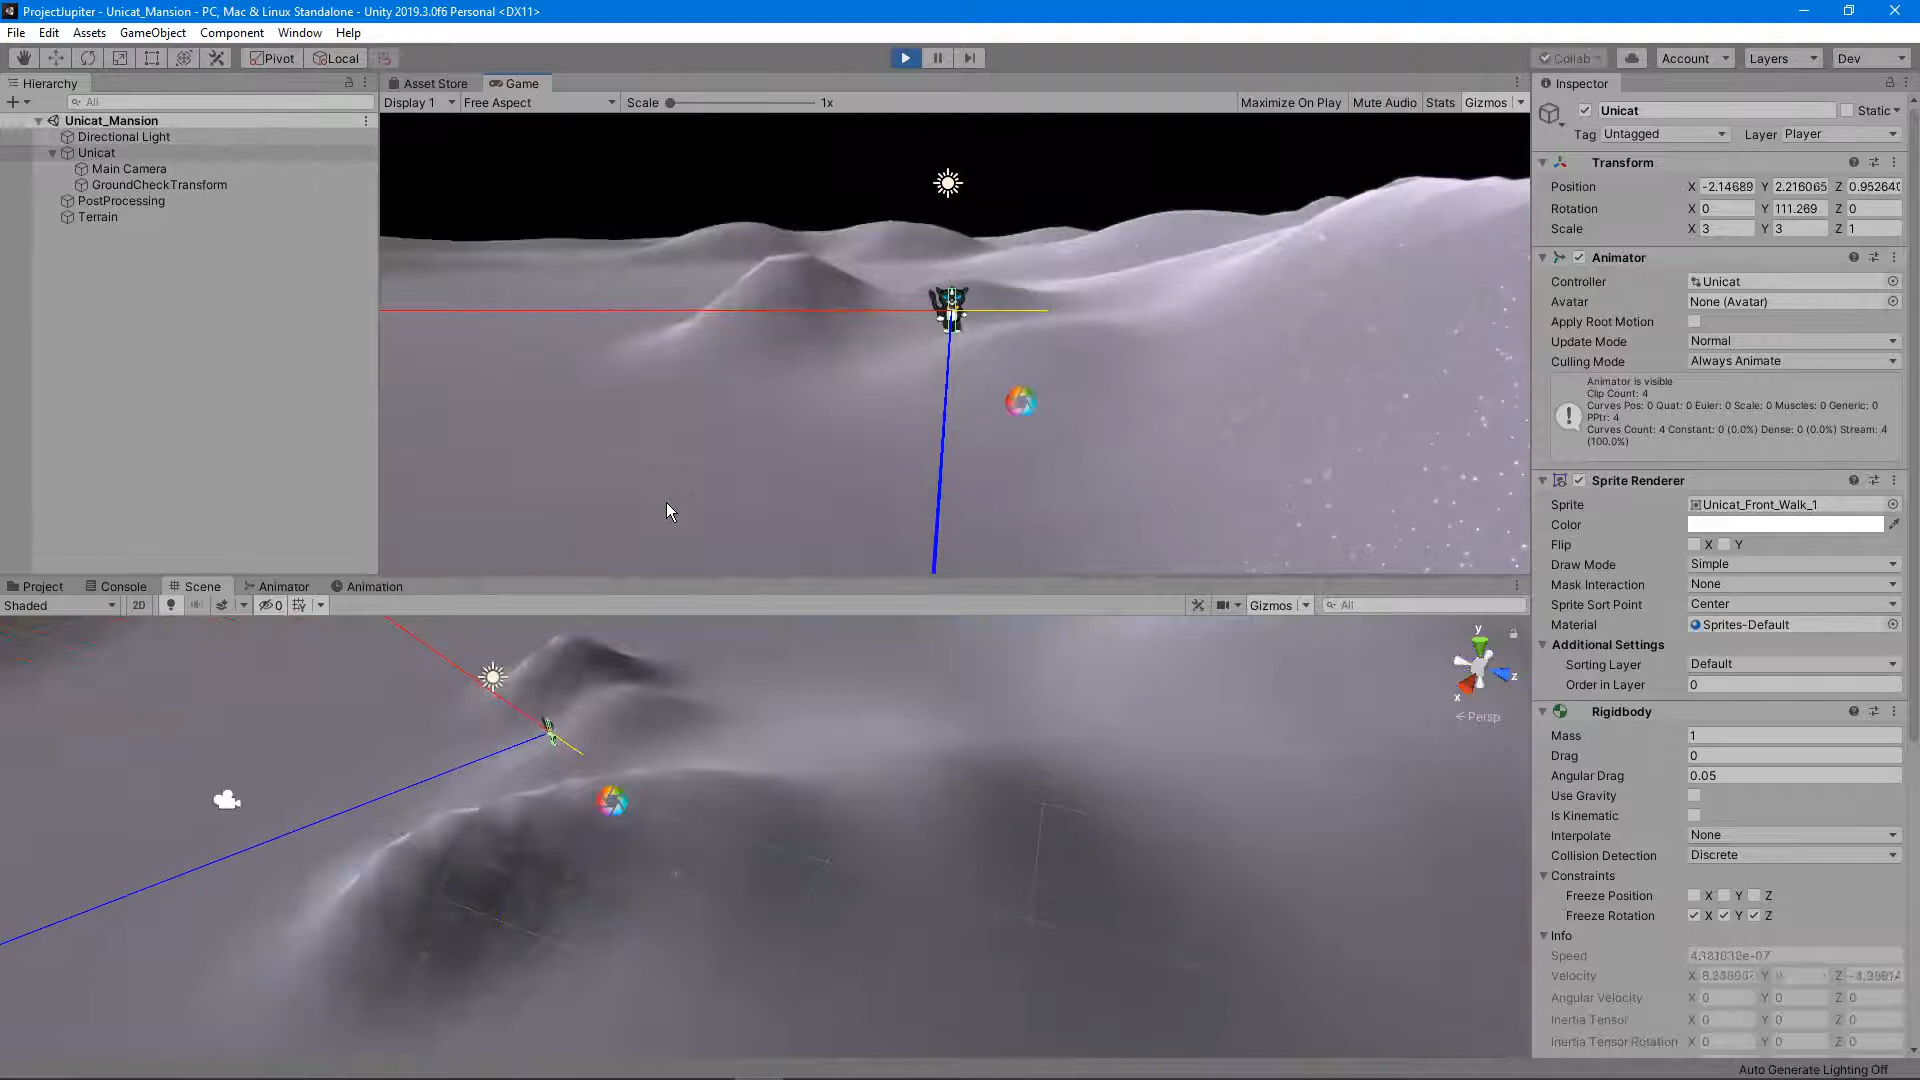 ProjectJupiter - Unicat_Mansion - PC, Mac & Linux Standalone - Unity 2019.3.0f6 Personal <DX11>
File Edit Assets GameObject Component Window Help
Pivot Local Collab Account Layers Dev
Hierarchy
All
Unicat_Mansion
Directional Light
Unicat
Main Camera
GroundCheckTransform
PostProcessing
Terrain
Asset Store Game
Display 1 Free Aspect Scale 1x Maximize On Play Mute Audio Stats Gizmos
Project Console Scene Animator Animation
Shaded 2D 0 Gizmos All
y
z
x
Persp
Inspector
Unicat Static
Tag Untagged Layer Player
Transform
Position X -2.14689 Y 2.216065 Z 0.952640
Rotation X 0 Y 111.269 Z 0
Scale X 3 Y 3 Z 1
Animator
Controller Unicat
Avatar None (Avatar)
Apply Root Motion
Update Mode Normal
Culling Mode Always Animate
Animator is visible
Clip Count: 4
Curves Pos: 0 Quat: 0 Euler: 0 Scale: 0 Muscles: 0 Generic: 0
PPtr: 4
Curves Count: 4 Constant: 0 (0.0%) Dense: 0 (0.0%) Stream: 4
(100.0%)
Sprite Renderer
Sprite Unicat_Front_Walk_1
Color
Flip X Y
Draw Mode Simple
Mask Interaction None
Sprite Sort Point Center
Material Sprites-Default
Additional Settings
Sorting Layer Default
Order in Layer 0
Rigidbody
Mass 1
Drag 0
Angular Drag 0.05
Use Gravity
Is Kinematic
Interpolate None
Collision Detection Discrete
Constraints
Freeze Position X Y Z
Freeze Rotation X Y Z
Info
Speed
Velocity X Y Z
Angular Velocity X 0 Y 0 Z 0
Inertia Tensor X 0 Y 0 Z 0
Inertia Tensor Rotation X 0 Y 0 Z 0
Auto Generate Lighting Off